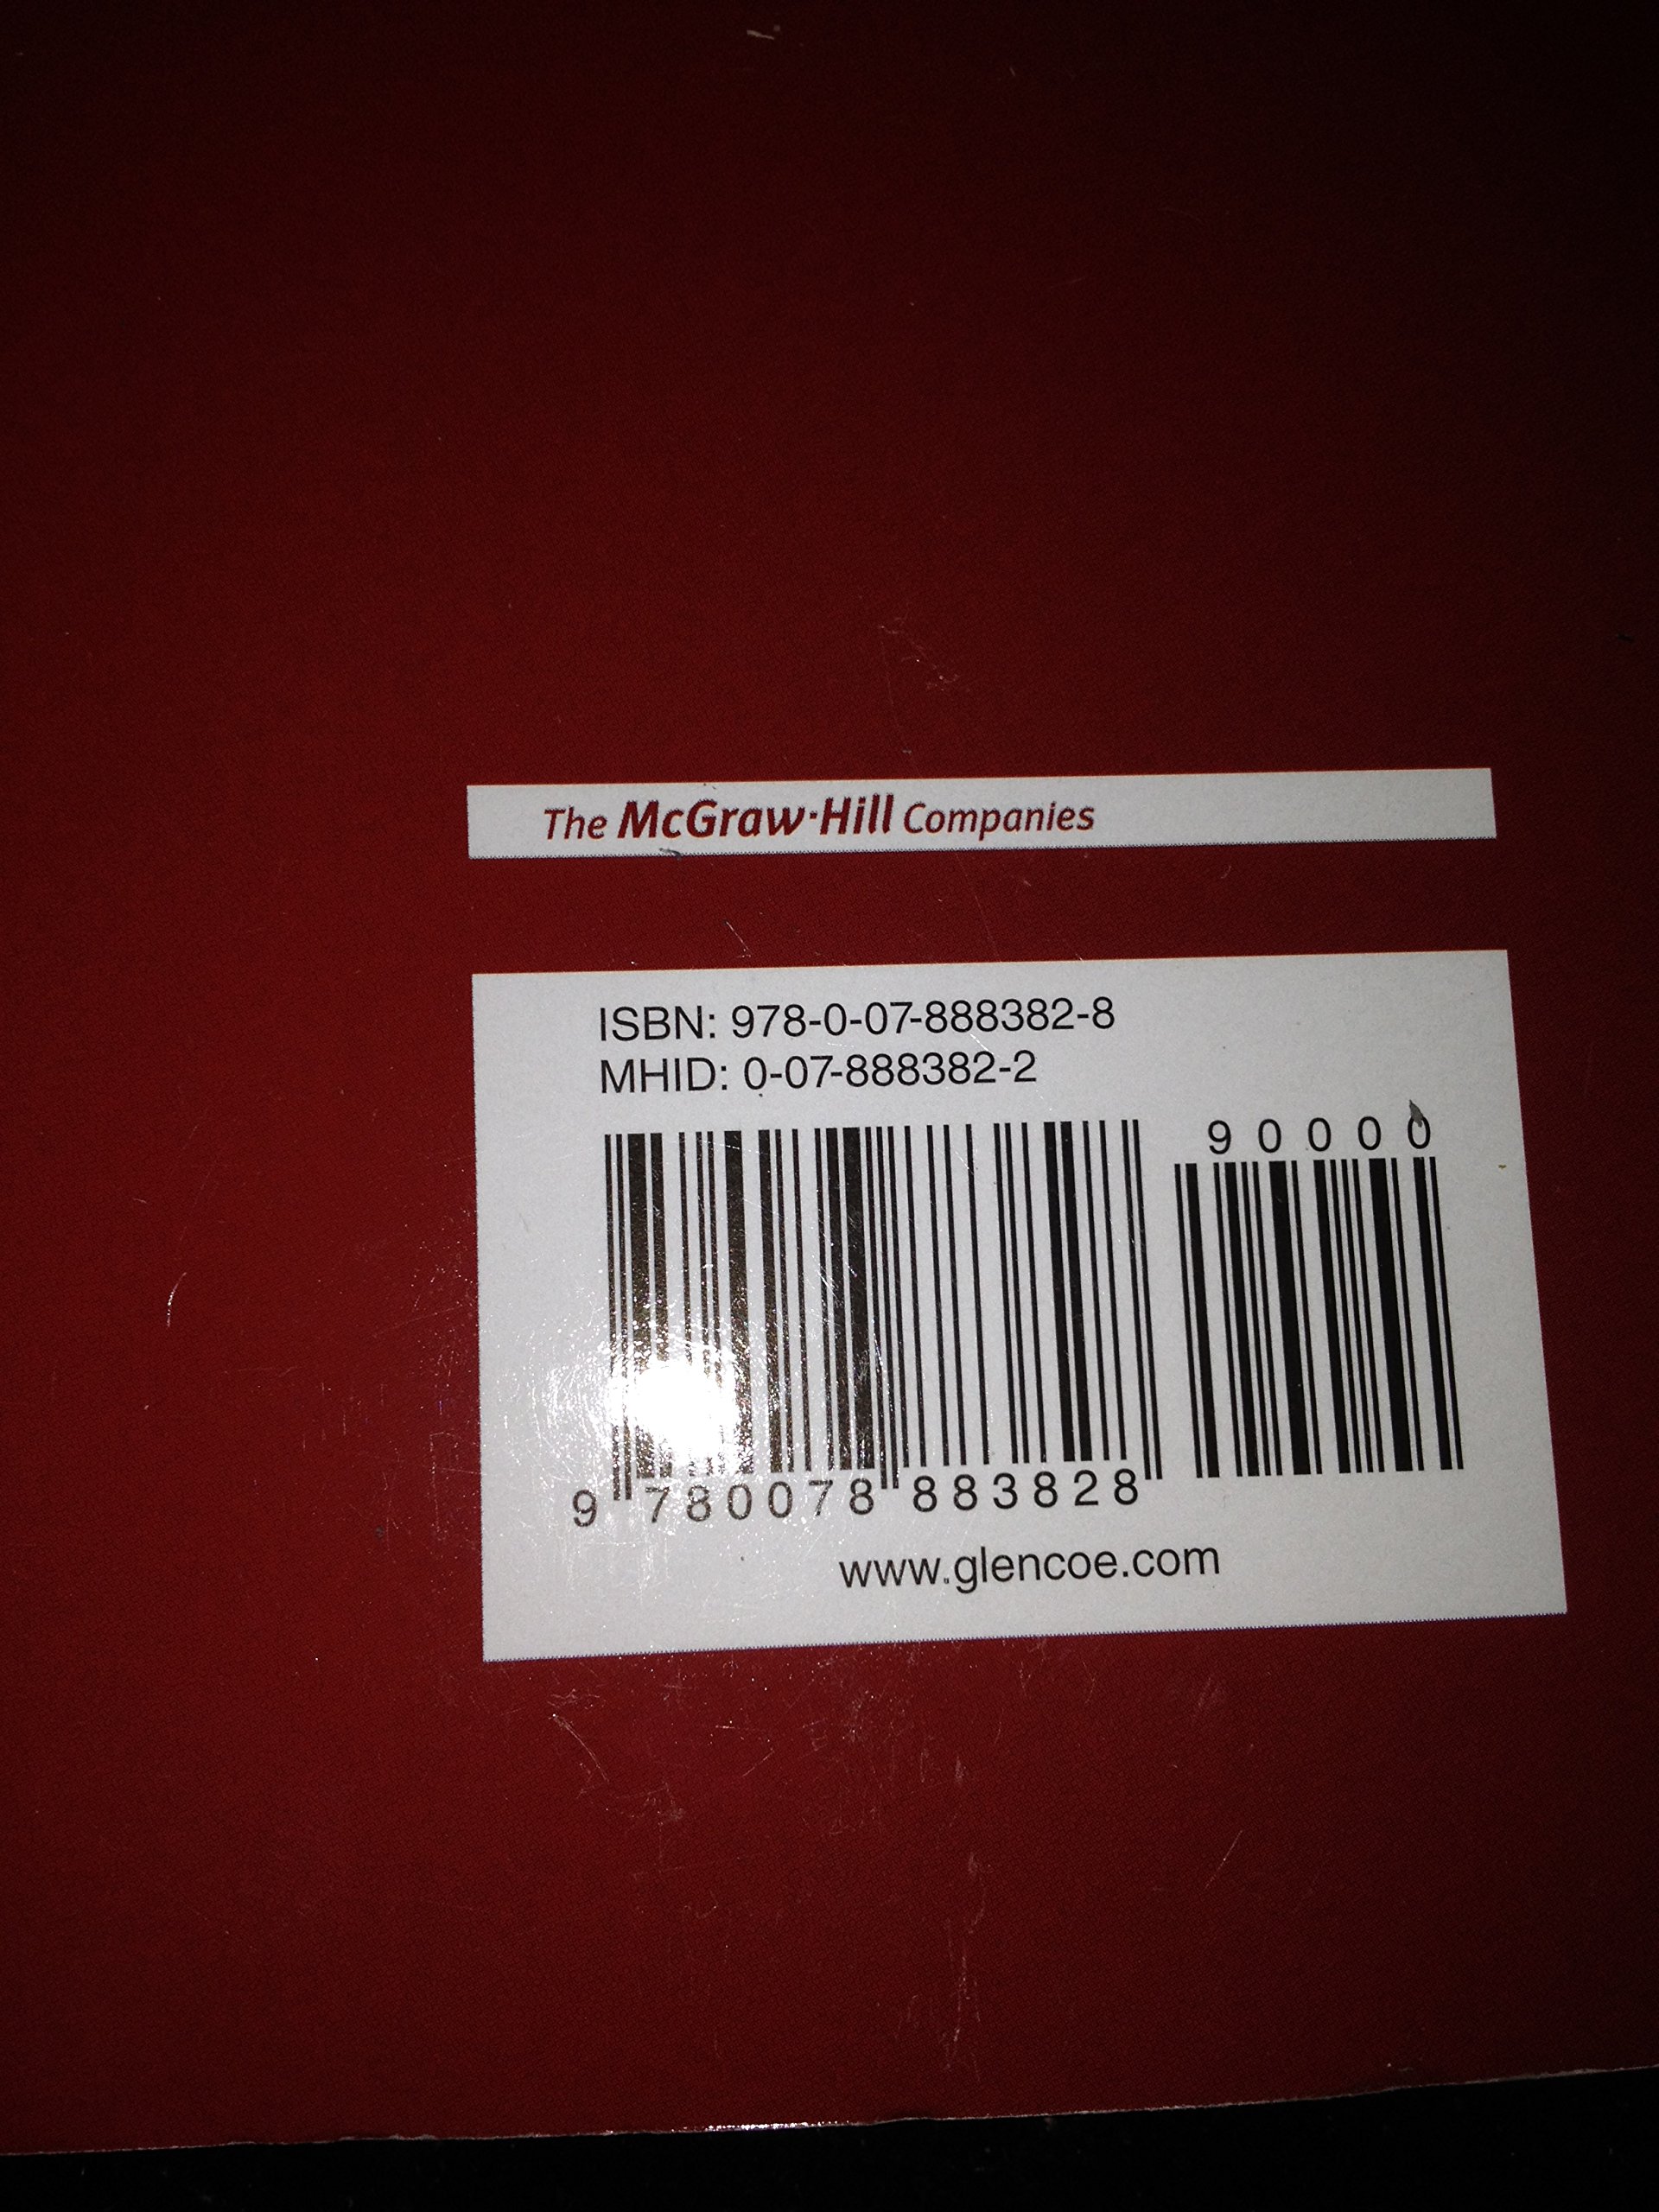 The McGraw·Hill Companies
ISBN: 978-0-07-888382-8
MHID: 0-07-888382-2
90000
9 780078 883828
www.glencoe.com